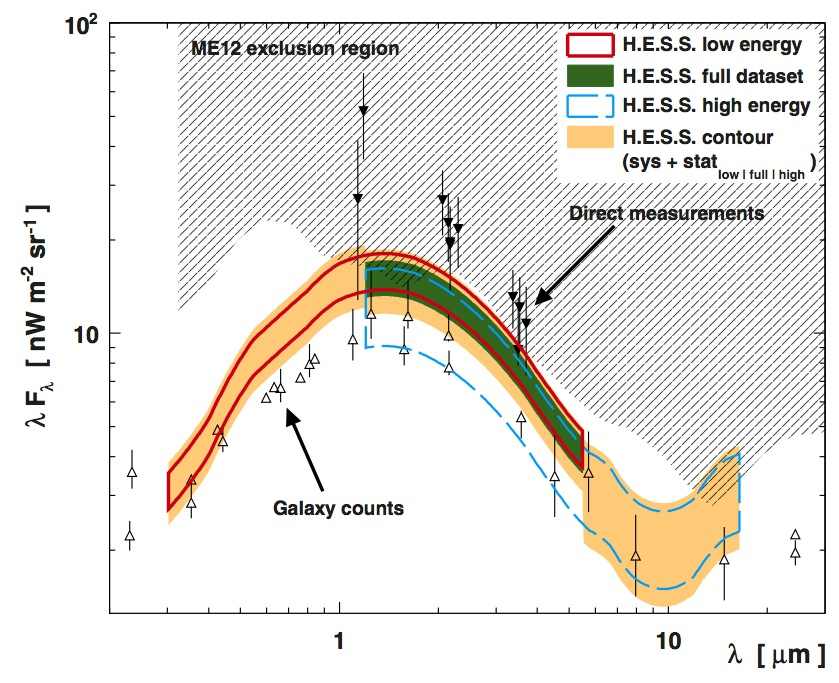 10²
ME12 exclusion region
H.E.S.S. low energy
H.E.S.S. full dataset
H.E.S.S. high energy
H.E.S.S. contour
(sys + stat low | full | high )
Direct measurements
λ Fλ [ nW m⁻² sr⁻¹ ]
10
Galaxy counts
1
10
λ [ μm ]